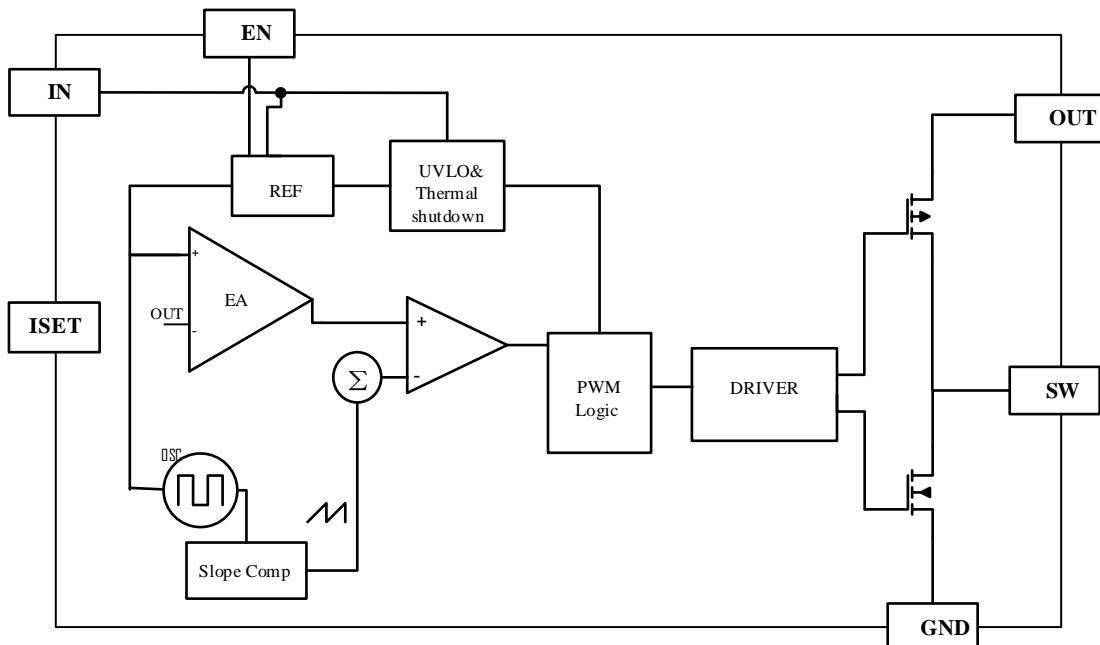 EN
IN
OUT
REF
UVLO&
Thermal
shutdown
+
EA
OUT
-
ISET
+
-
Σ
PWM
Logic
DRIVER
SW
OSC
Slope Comp
GND